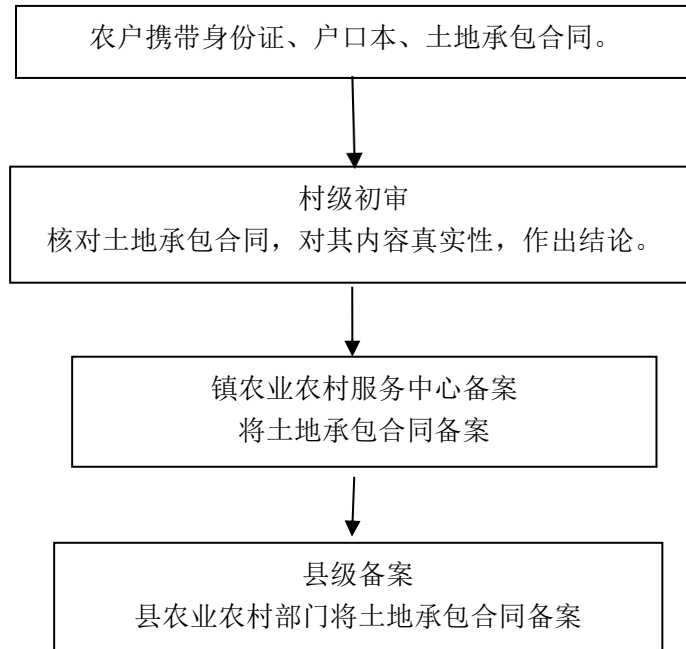 农户携带身份证、户口本、土地承包合同。
村级初审
核对土地承包合同，对其内容真实性，作出结论。
镇农业农村服务中心备案
将土地承包合同备案
县级备案
县农业农村部门将土地承包合同备案